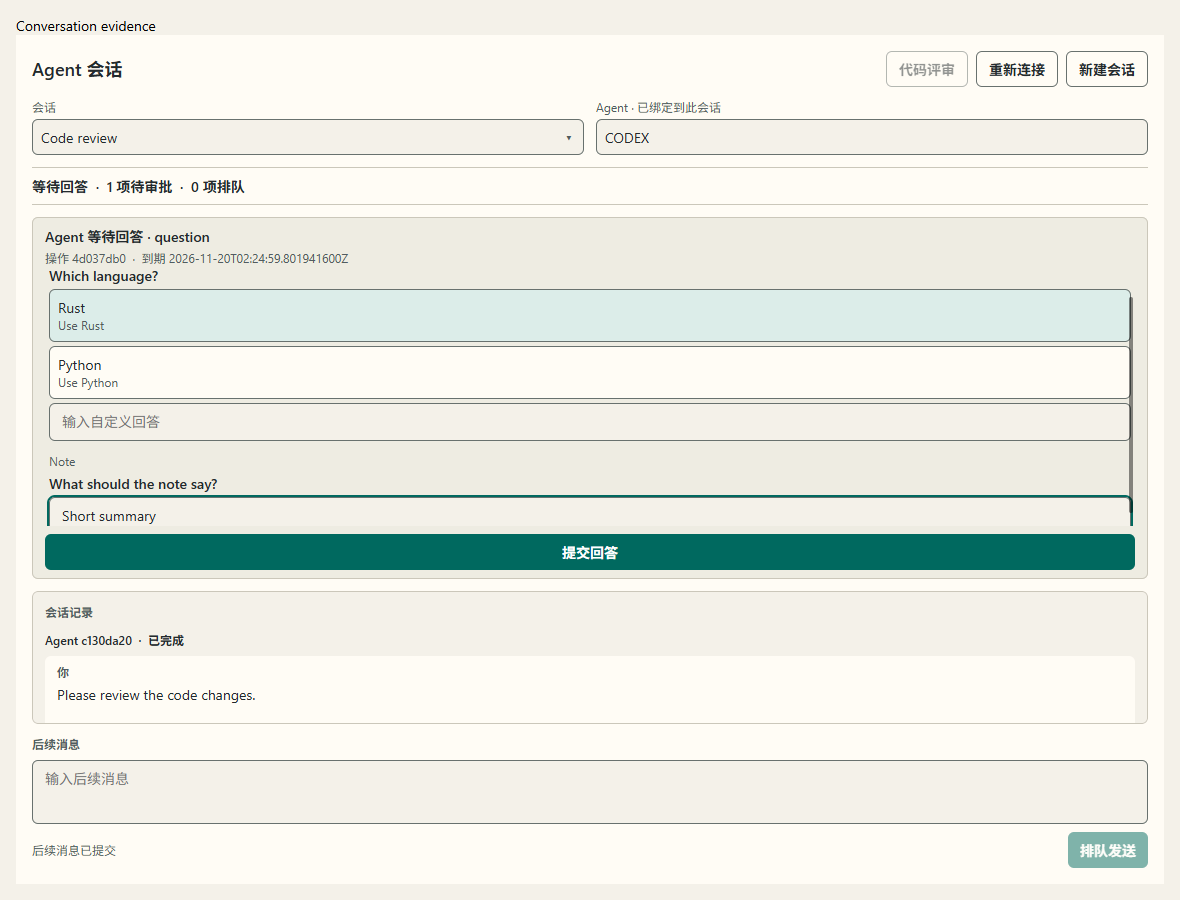 Conversation evidence
Agent 会话
代码评审
重新连接
新建会话
会话
Agent · 已绑定到此会话
Code review
CODEX
等待回答 · 1 项待审批 · 0 项排队
Agent 等待回答 · question
操作 4d037db0 · 到期 2026-11-20T02:24:59.801941600Z
Which language?
Rust
Use Rust
Python
Use Python
输入自定义回答
Note
What should the note say?
Short summary
提交回答
会话记录
Agent c130da20 · 已完成
你
Please review the code changes.
后续消息
输入后续消息
后续消息已提交
排队发送